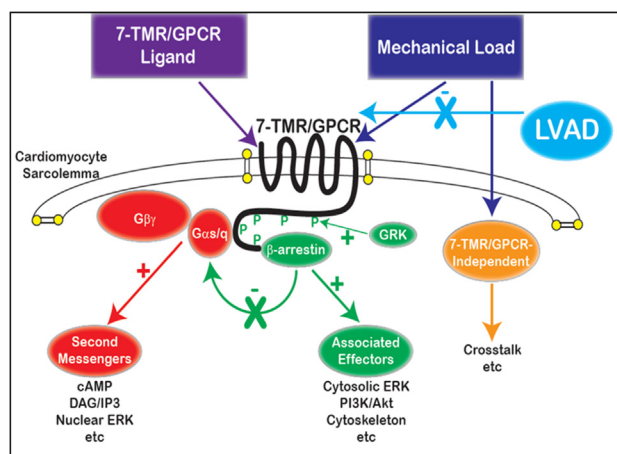 7-TMR/GPCR
Ligand
Mechanical Load
-
LVAD
7-TMR/GPCR
Cardiomyocyte
Sarcolemma
Gβγ
Gαs/q
P
P
P
P
P
P
+
GRK
β-arrestin
7-TMR/GPCR-
Independent
+
-
+
Second
Messengers
cAMP
DAG/IP3
Nuclear ERK
etc
Associated
Effectors
Cytosolic ERK
PI3K/Akt
Cytoskeleton
etc
Crosstalk
etc